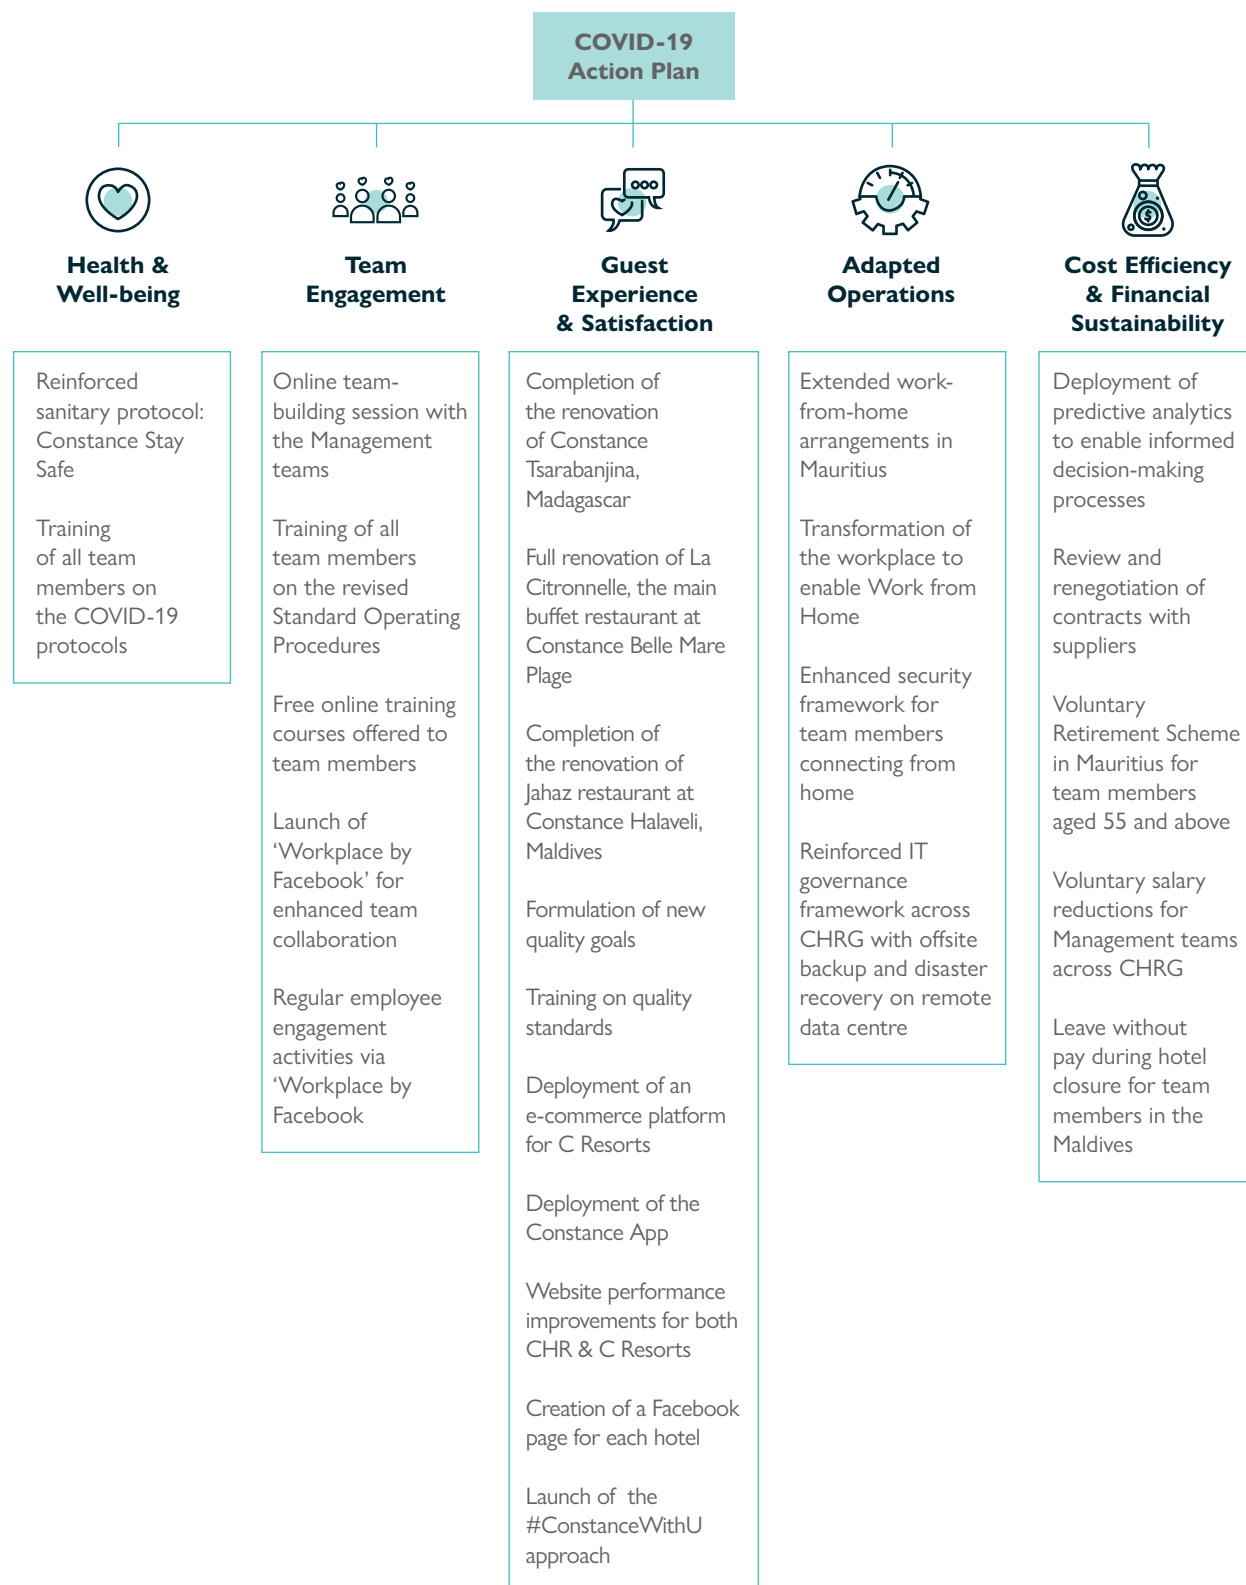 COVID-19
Action Plan
Health &
Well-being
Reinforced
sanitary protocol:
Constance Stay
Safe
Training
of all team
members on
the COVID-19
protocols
Team
Engagement
Online team-
building session with
the Management
teams
Training of all
team members
on the revised
Standard Operating
Procedures
Free online training
courses offered to
team members
Launch of
‘Workplace by
Facebook’ for
enhanced team
collaboration
Regular employee
engagement
activities via
‘Workplace by
Facebook
Guest
Experience
& Satisfaction
Completion of
the renovation
of Constance
Tsarabanjina,
Madagascar
Full renovation of La
Citronnelle, the main
buffet restaurant at
Constance Belle Mare
Plage
Completion of
the renovation of
Jahaz restaurant at
Constance Halaveli,
Maldives
Formulation of new
quality goals
Training on quality
standards
Deployment of an
e-commerce platform
for C Resorts
Deployment of the
Constance App
Website performance
improvements for both
CHR & C Resorts
Creation of a Facebook
page for each hotel
Launch of the
#ConstanceWithU
approach
Adapted
Operations
Extended work-
from-home
arrangements in
Mauritius
Transformation of
the workplace to
enable Work from
Home
Enhanced security
framework for
team members
connecting from
home
Reinforced IT
governance
framework across
CHRG with offsite
backup and disaster
recovery on remote
data centre
$
Cost Efficiency
& Financial
Sustainability
Deployment of
predictive analytics
to enable informed
decision-making
processes
Review and
renegotiation of
contracts with
suppliers
Voluntary
Retirement Scheme
in Mauritius for
team members
aged 55 and above
Voluntary salary
reductions for
Management teams
across CHRG
Leave without
pay during hotel
closure for team
members in the
Maldives